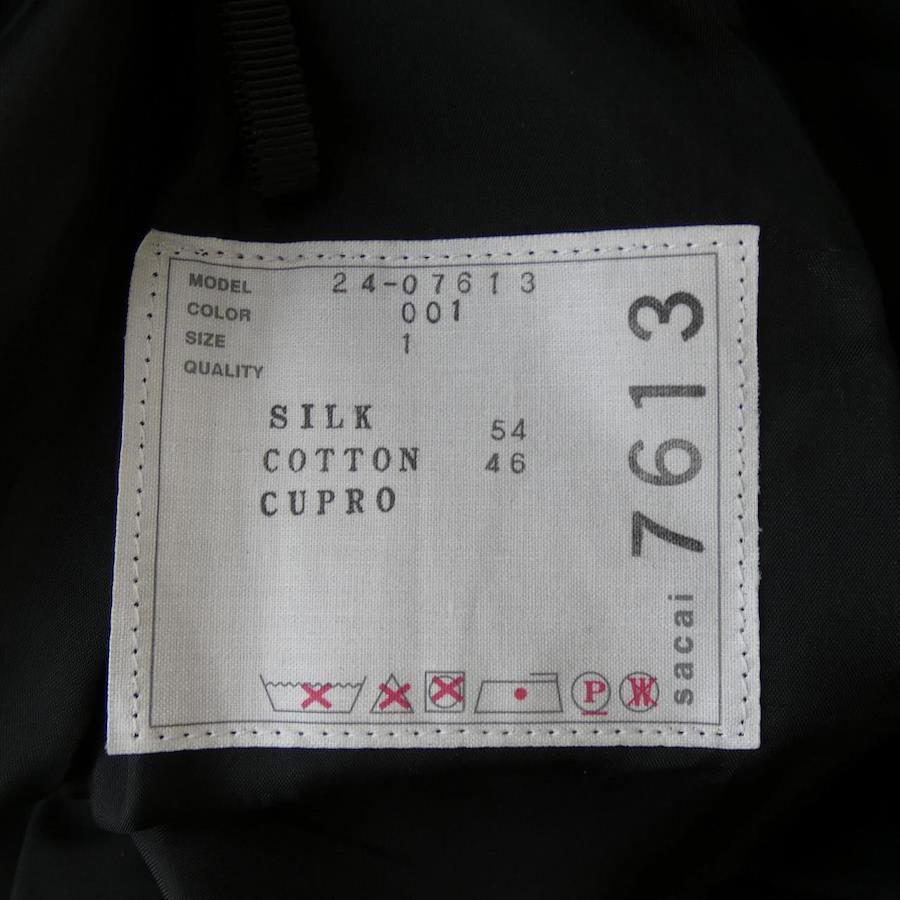 MODEL 24-07613
COLOR 001
SIZE 1
QUALITY
SILK 54
COTTON 46
CUPRO
P
W
sacai 7613